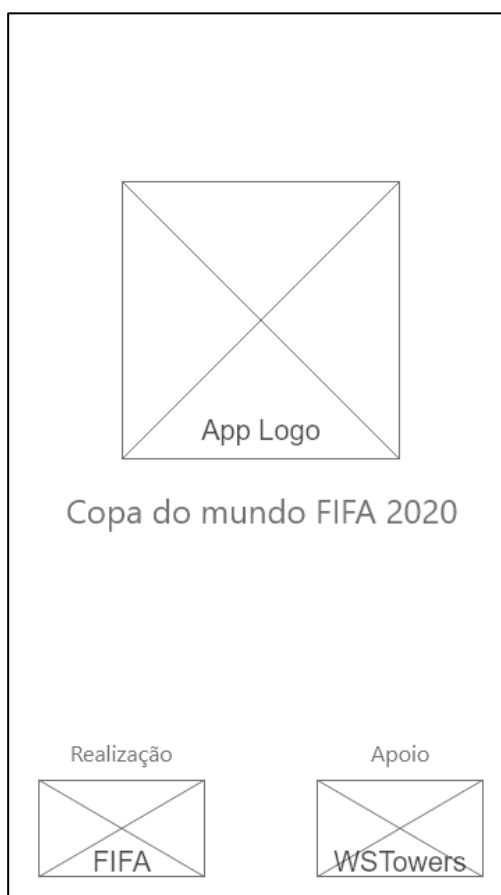 App Logo
Copa do mundo FIFA 2020
Realização
Apoio
FIFA
WSTowers